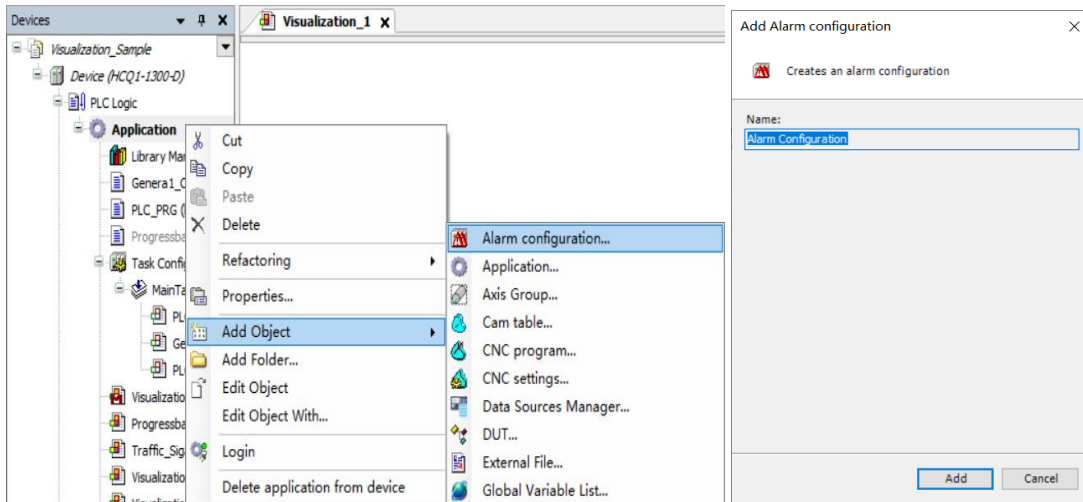 Devices
Visualization_Sample
Device (HCQ1-1300-D)
PLC Logic
Application
Library Mar
Genera1_C
PLC_PRG (
Progressba
Task Config
MainTa
PL
Ge
PL
Visualizatio
Progressba
Traffic_Sig
Visualizatio
Visualization_1
Cut
Copy
Paste
Delete
Refactoring
Properties...
Add Object
Add Folder...
Edit Object
Edit Object With...
Login
Delete application from device
Alarm configuration...
Application...
Axis Group...
Cam table...
CNC program...
CNC settings...
Data Sources Manager...
DUT...
External File...
Global Variable List...
Add Alarm configuration
Creates an alarm configuration
Name:
Alarm Configuration
Add
Cancel